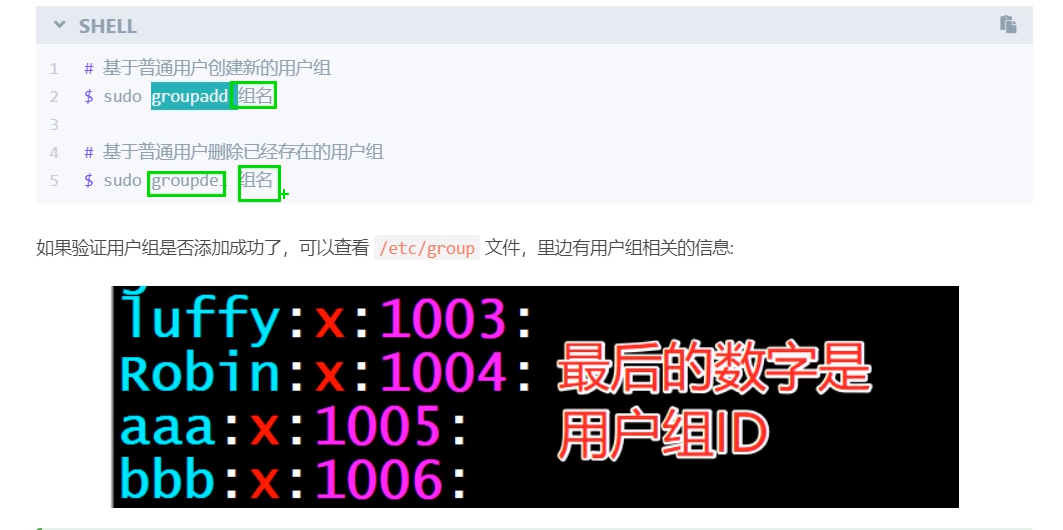 SHELL
1 # 基于普通用户创建新的用户组
2 $ sudo groupadd 组名
3
4 # 基于普通用户删除已经存在的用户组
5 $ sudo groupdel 组名
如果验证用户组是否添加成功了，可以查看 /etc/group 文件，里边有用户组相关的信息:
luffy:x:1003:
Robin:x:1004:
aaa:x:1005:
bbb:x:1006:
最后的数字是
用户组ID